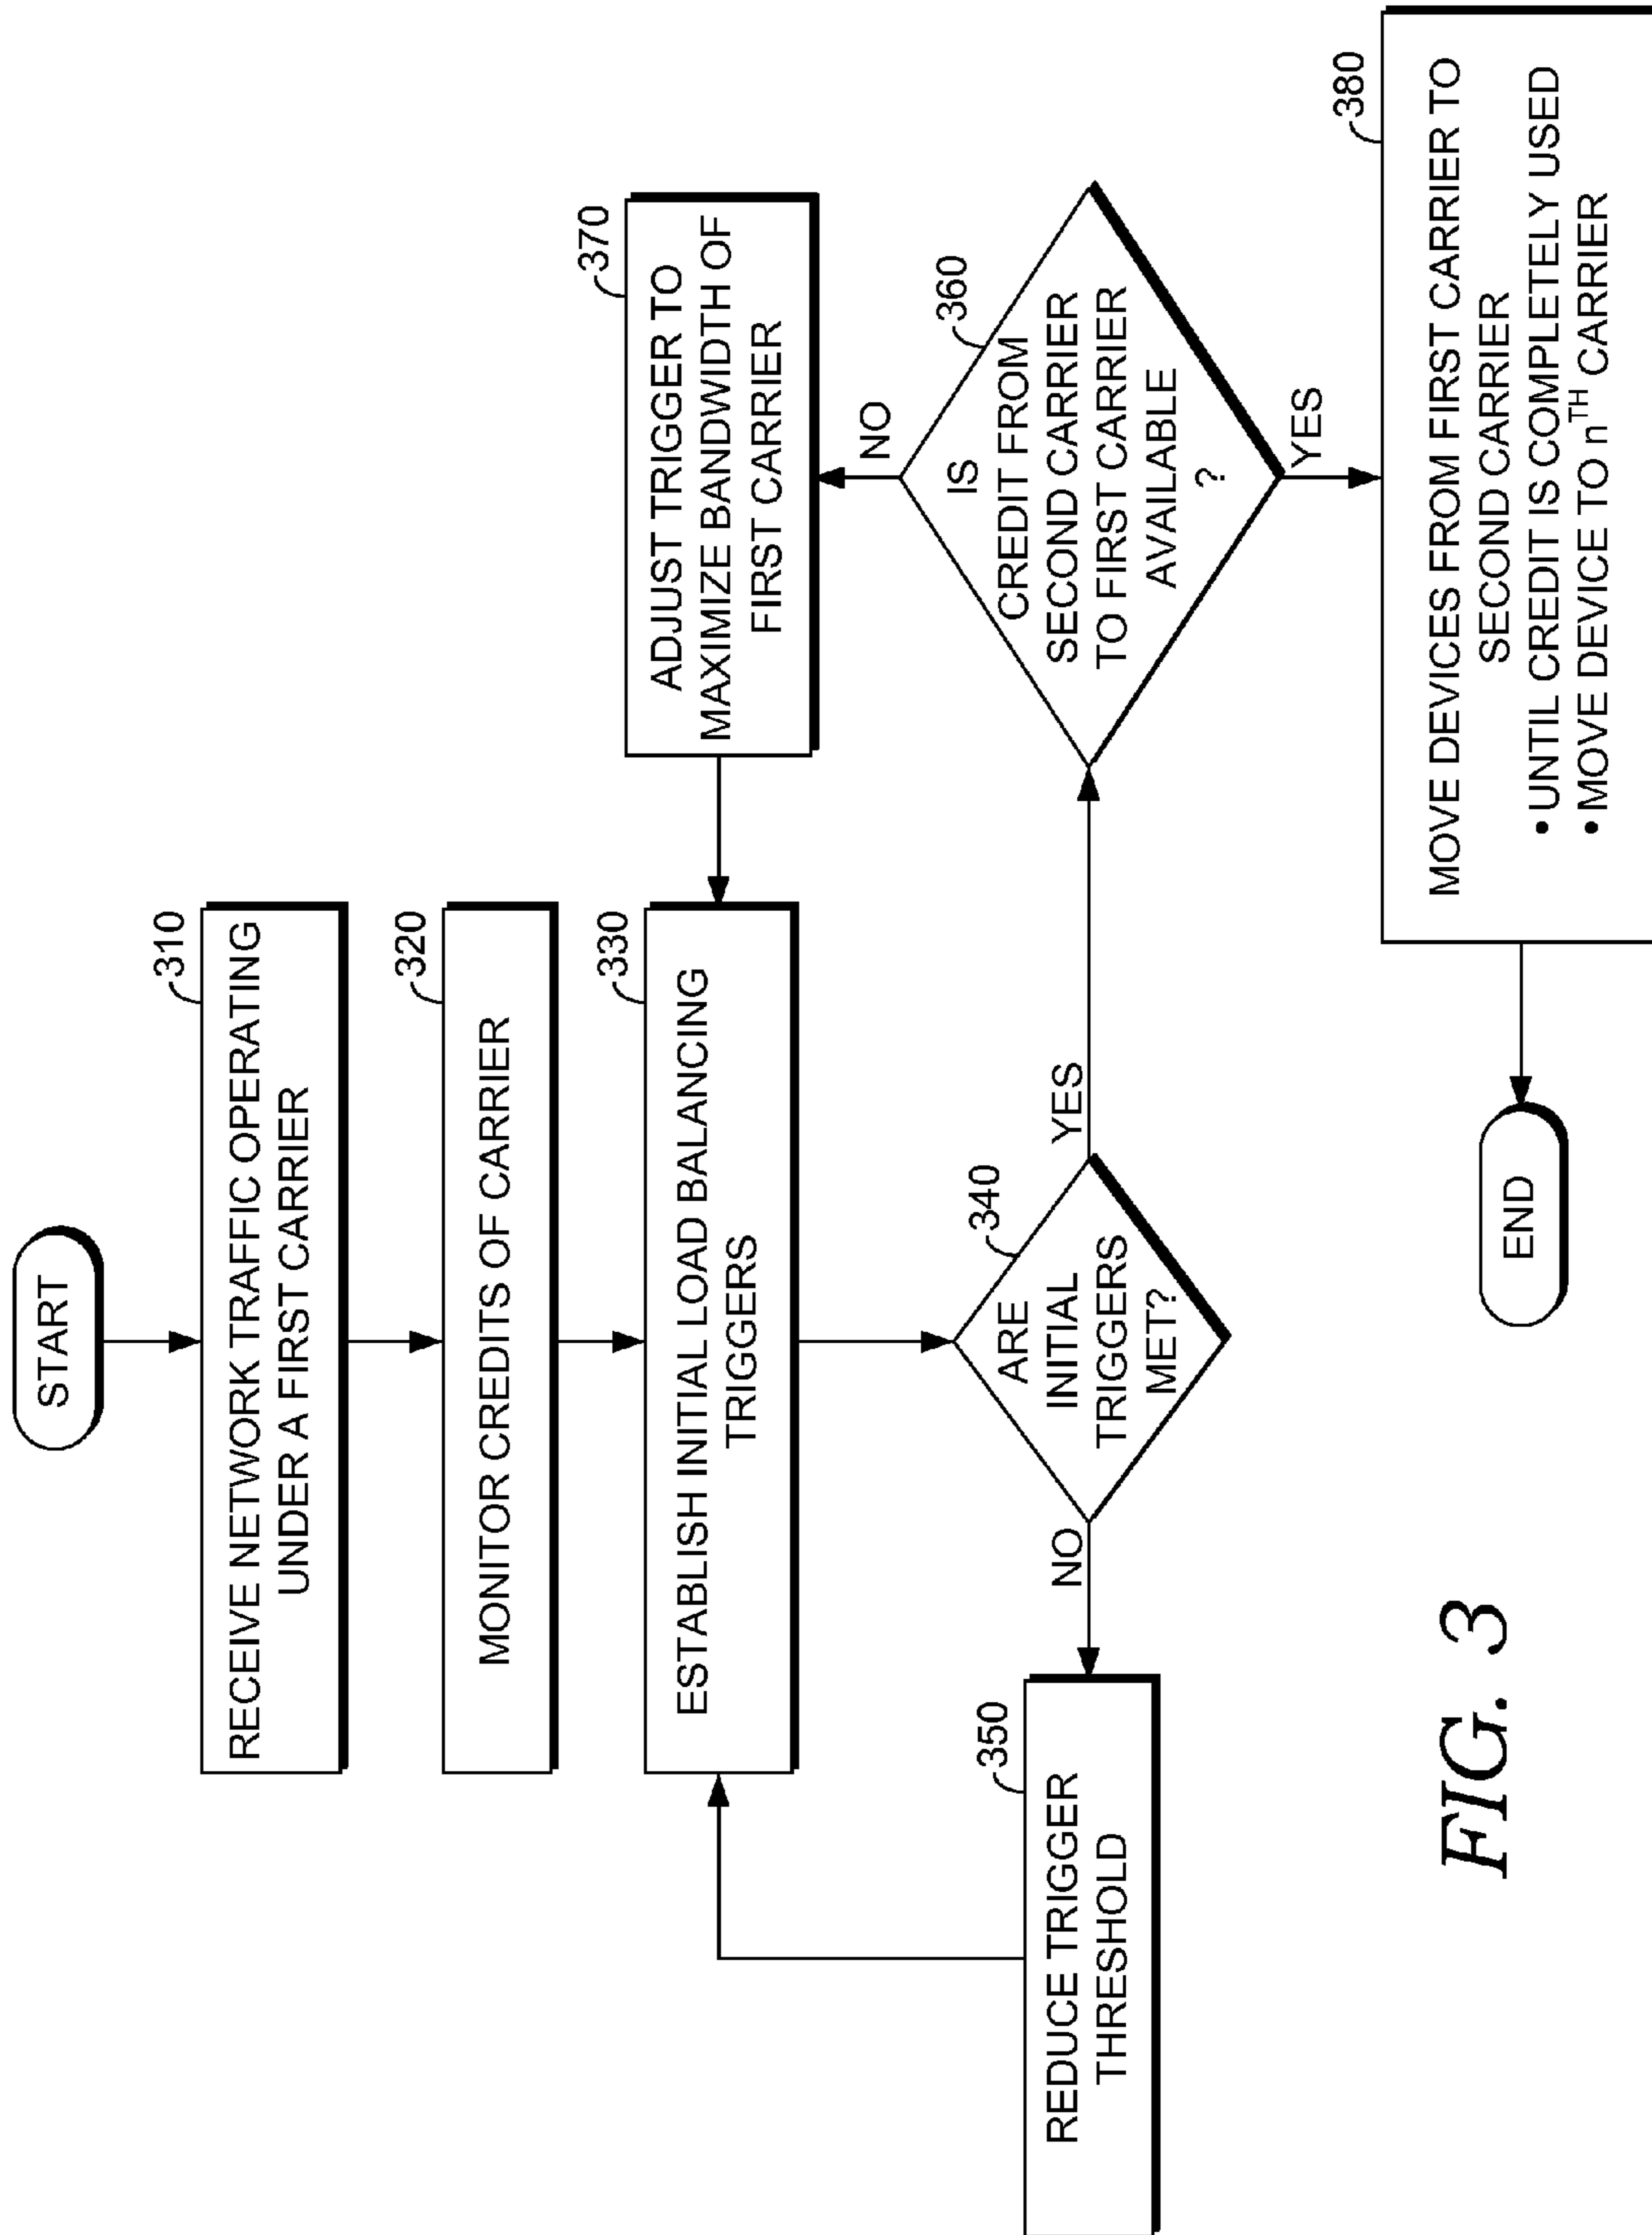 START
310
RECEIVE NETWORK TRAFFIC OPERATING
UNDER A FIRST CARRIER
320
MONITOR CREDITS OF CARRIER
330
ESTABLISH INITIAL LOAD BALANCING
TRIGGERS
340
ARE
INITIAL
TRIGGERS
MET?
NO
YES
350
REDUCE TRIGGER
THRESHOLD
360
IS
CREDIT FROM
SECOND CARRIER
TO FIRST CARRIER
AVAILABLE
?
NO
YES
370
ADJUST TRIGGER TO
MAXIMIZE BANDWIDTH OF
FIRST CARRIER
380
MOVE DEVICES FROM FIRST CARRIER TO
SECOND CARRIER
• UNTIL CREDIT IS COMPLETELY USED
• MOVE DEVICE TO nTH CARRIER
END
FIG. 3